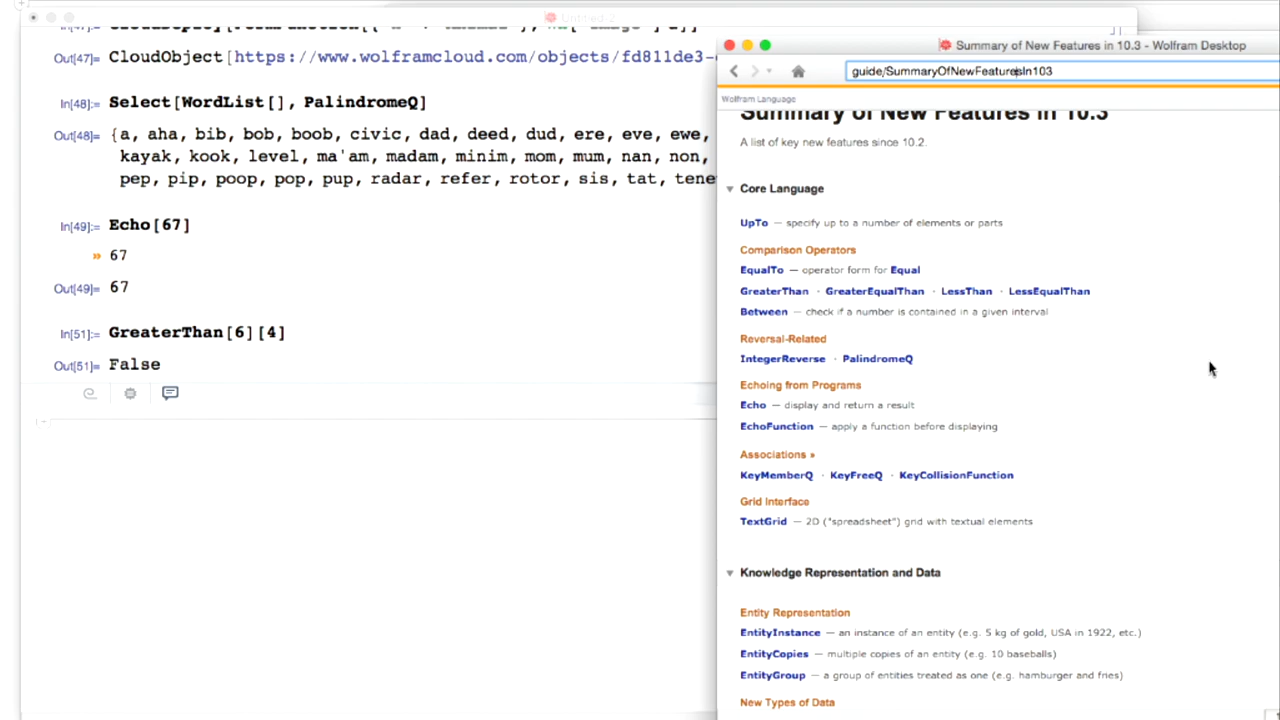 Untitled-2
Out[47]= CloudObject[https://www.wolframcloud.com/objects/fd811de3-
In[48]:= Select[WordList[], PalindromeQ]
Out[48]= {a, aha, bib, bob, boob, civic, dad, deed, dud, ere, eve, ewe,
kayak, kook, level, ma'am, madam, minim, mom, mum, nan, non,
pep, pip, poop, pop, pup, radar, refer, rotor, sis, tat,
In[49]:= Echo[67]
» 67
Out[49]= 67
In[51]:= GreaterThan[6][4]
Out[51]= False
Summary of New Features in 10.3 - Wolfram Desktop
guide/SummaryOfNewFeaturesIn103
Wolfram Language
Summary of New Features in 10.3
A list of key new features since 10.2.
Core Language
UpTo — specify up to a number of elements or parts
Comparison Operators
EqualTo — operator form for Equal
GreaterThan · GreaterEqualThan · LessThan · LessEqualThan
Between — check if a number is contained in a given interval
Reversal-Related
IntegerReverse · PalindromeQ
Echoing from Programs
Echo — display and return a result
EchoFunction — apply a function before displaying
Associations »
KeyMemberQ · KeyFreeQ · KeyCollisionFunction
Grid Interface
TextGrid — 2D ("spreadsheet") grid with textual elements
Knowledge Representation and Data
Entity Representation
EntityInstance — an instance of an entity (e.g. 5 kg of gold, USA in 1922, etc.)
EntityCopies — multiple copies of an entity (e.g. 10 baseballs)
EntityGroup — a group of entities treated as one (e.g. hamburger and fries)
New Types of Data